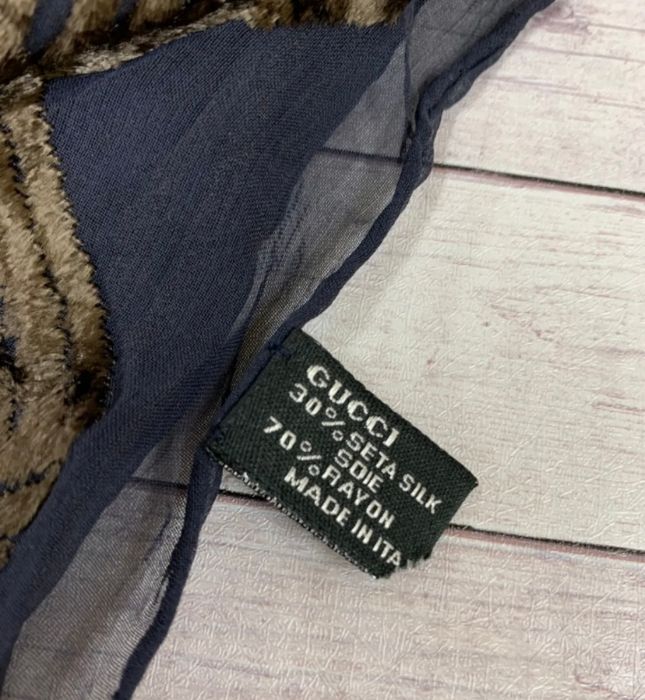 GUCCI
30% SETA SILK
SOIE
70% RAYON
MADE IN ITA